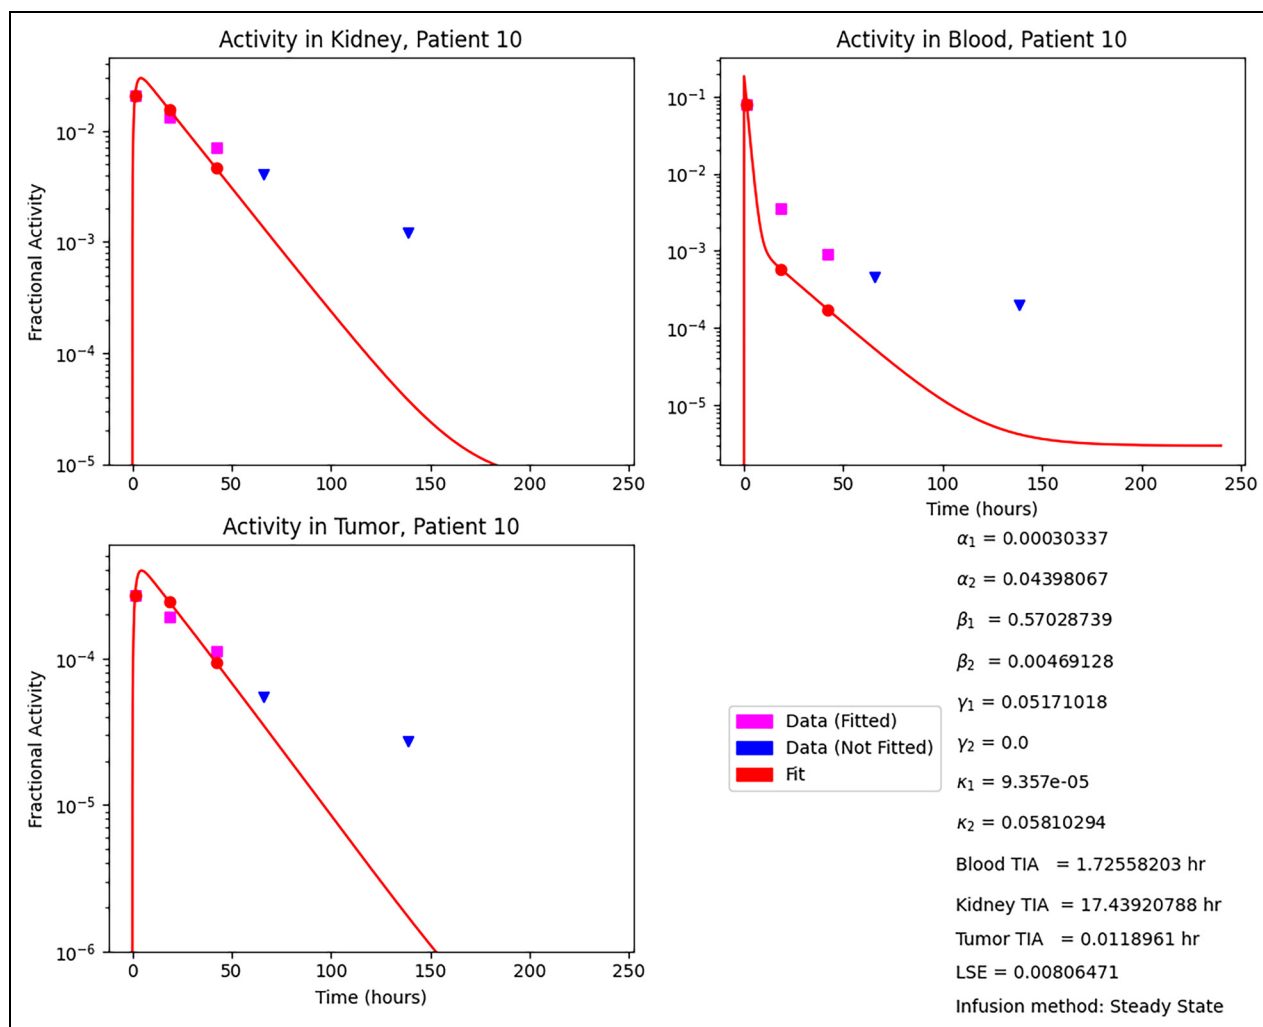 Activity in Kidney, Patient 10
Fractional Activity
10⁻²
10⁻³
10⁻⁴
10⁻⁵
0 50 100 150 200 250
Activity in Blood, Patient 10
10⁻¹
10⁻²
10⁻³
10⁻⁴
10⁻⁵
0 50 100 150 200 250
Time (hours)
Activity in Tumor, Patient 10
Fractional Activity
10⁻⁴
10⁻⁵
10⁻⁶
0 50 100 150 200 250
Time (hours)
Data (Fitted)
Data (Not Fitted)
Fit
α₁ = 0.00030337
α₂ = 0.04398067
β₁ = 0.57028739
β₂ = 0.00469128
γ₁ = 0.05171018
γ₂ = 0.0
κ₁ = 9.357e-05
κ₂ = 0.05810294
Blood TIA = 1.72558203 hr
Kidney TIA = 17.43920788 hr
Tumor TIA = 0.0118961 hr
LSE = 0.00806471
Infusion method: Steady State